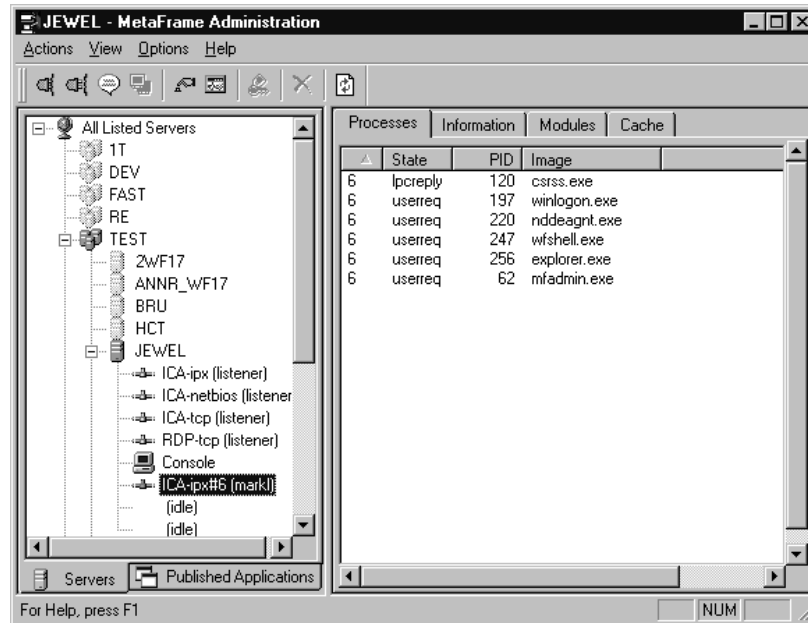 JEWEL - MetaFrame Administration
Actions View Options Help
All Listed Servers
1T
DEV
FAST
RE
TEST
2WF17
ANNR_WF17
BRU
HCT
JEWEL
ICA-ipx (listener)
ICA-netbios (listener
ICA-tcp (listener)
RDP-tcp (listener)
Console
ICA-ipx#6 (markl)
(idle)
(idle)
Servers Published Applications
Processes Information Modules Cache
State PID Image
6 lpcreply 120 csrss.exe
6 userreq 197 winlogon.exe
6 userreq 220 nddeagnt.exe
6 userreq 247 wfshell.exe
6 userreq 256 explorer.exe
6 userreq 62 mfadmin.exe
For Help, press F1
NUM